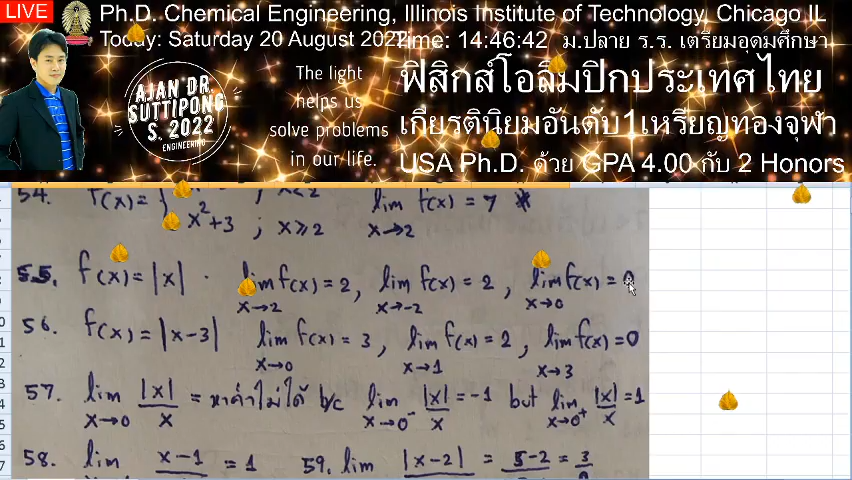 LIVE
Ph.D. Chemical Engineering, Illinois Institute of Technology, Chicago IL
Today: Saturday 20 August 2022 Time: 14:46:42 ม.ปลาย ร.ร. เตรียมอุดมศึกษา
AJAN DR. SUTTIPONG S. 2022
ENGINEERING
The light
helps us
solve problems
in our life.
ฟิสิกส์โอลิมปิกประเทศไทย
เกียรตินิยมอันดับ1เหรียญทองจุฬา
USA Ph.D. ด้วย GPA 4.00 กับ 2 Honors
54. f(x) = { ; x<2 lim f(x) = 7
x²+3 ; x⩾2 x→2
55. f(x) = |x| . lim f(x) = 2, lim f(x) = 2, lim f(x) = 0
x→2 x→-2 x→0
56. f(x) = |x-3| lim f(x) = 3, lim f(x) = 2, lim f(x) = 0
x→0 x→1 x→3
57. lim |x|/x = หาค่าไม่ได้ b/c lim |x|/x = -1 but lim |x|/x = 1
x→0 x→0⁻ x→0⁺
58. lim x-1 = 1 59. lim |x-2| = 5-2 = 3